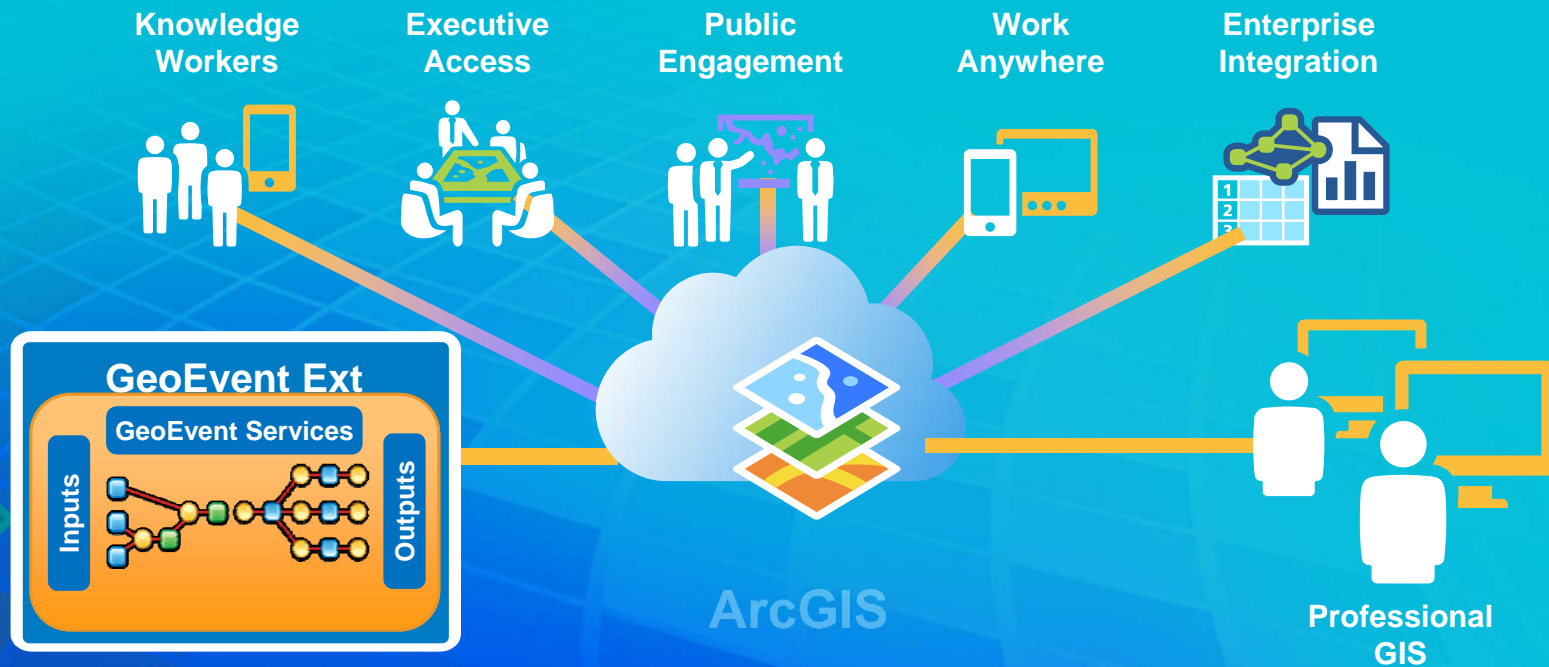 Knowledge
Workers
Executive
Access
Public
Engagement
Work
Anywhere
Enterprise
Integration
1
2
3
GeoEvent Ext
GeoEvent Services
Inputs
Outputs
ArcGIS
Professional
GIS